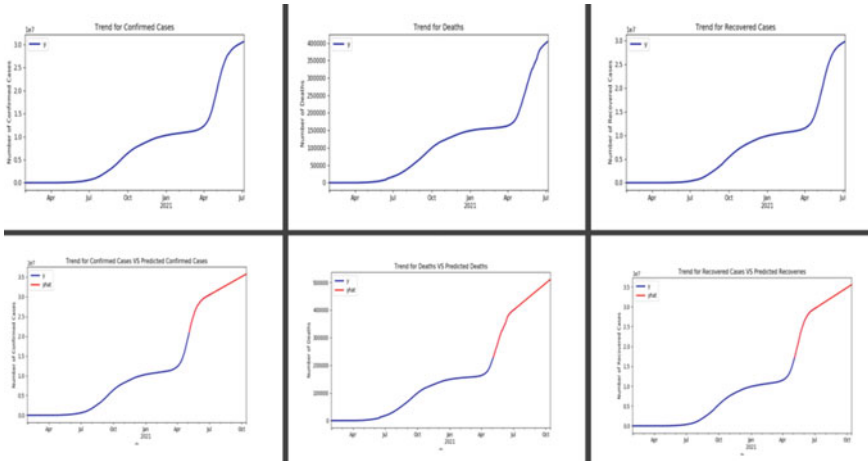 Trend for Confirmed Cases
1e7
y
3.0
2.5
2.0
1.5
1.0
0.5
0.0
Number of Confirmed Cases
Apr Jul Oct Jan Apr Jul
2021
Trend for Deaths
y
400000
350000
300000
250000
200000
150000
100000
50000
0
Number of Deaths
Apr Jul Oct Jan Apr Jul
2021
Trend for Recovered Cases
1e7
y
3.0
2.5
2.0
1.5
1.0
0.5
0.0
Number of Recovered Cases
Apr Jul Oct Jan Apr Jul
2021
Trend for Confirmed Cases VS Predicted Confirmed Cases
1e7
y
yhat
3.5
3.0
2.5
2.0
1.5
1.0
0.5
0.0
Number of Confirmed Cases
Apr Jul Oct Jan Apr Jul Oct
2021
Trend for Deaths VS Predicted Deaths
y
yhat
500000
400000
300000
200000
100000
0
Number of Deaths
Apr Jul Oct Jan Apr Jul Oct
2021
Trend for Recovered Cases VS Predicted Recoveries
1e7
y
yhat
3.5
3.0
2.5
2.0
1.5
1.0
0.5
0.0
Number of Recovered Cases
Apr Jul Oct Jan Apr Jul Oct
2021